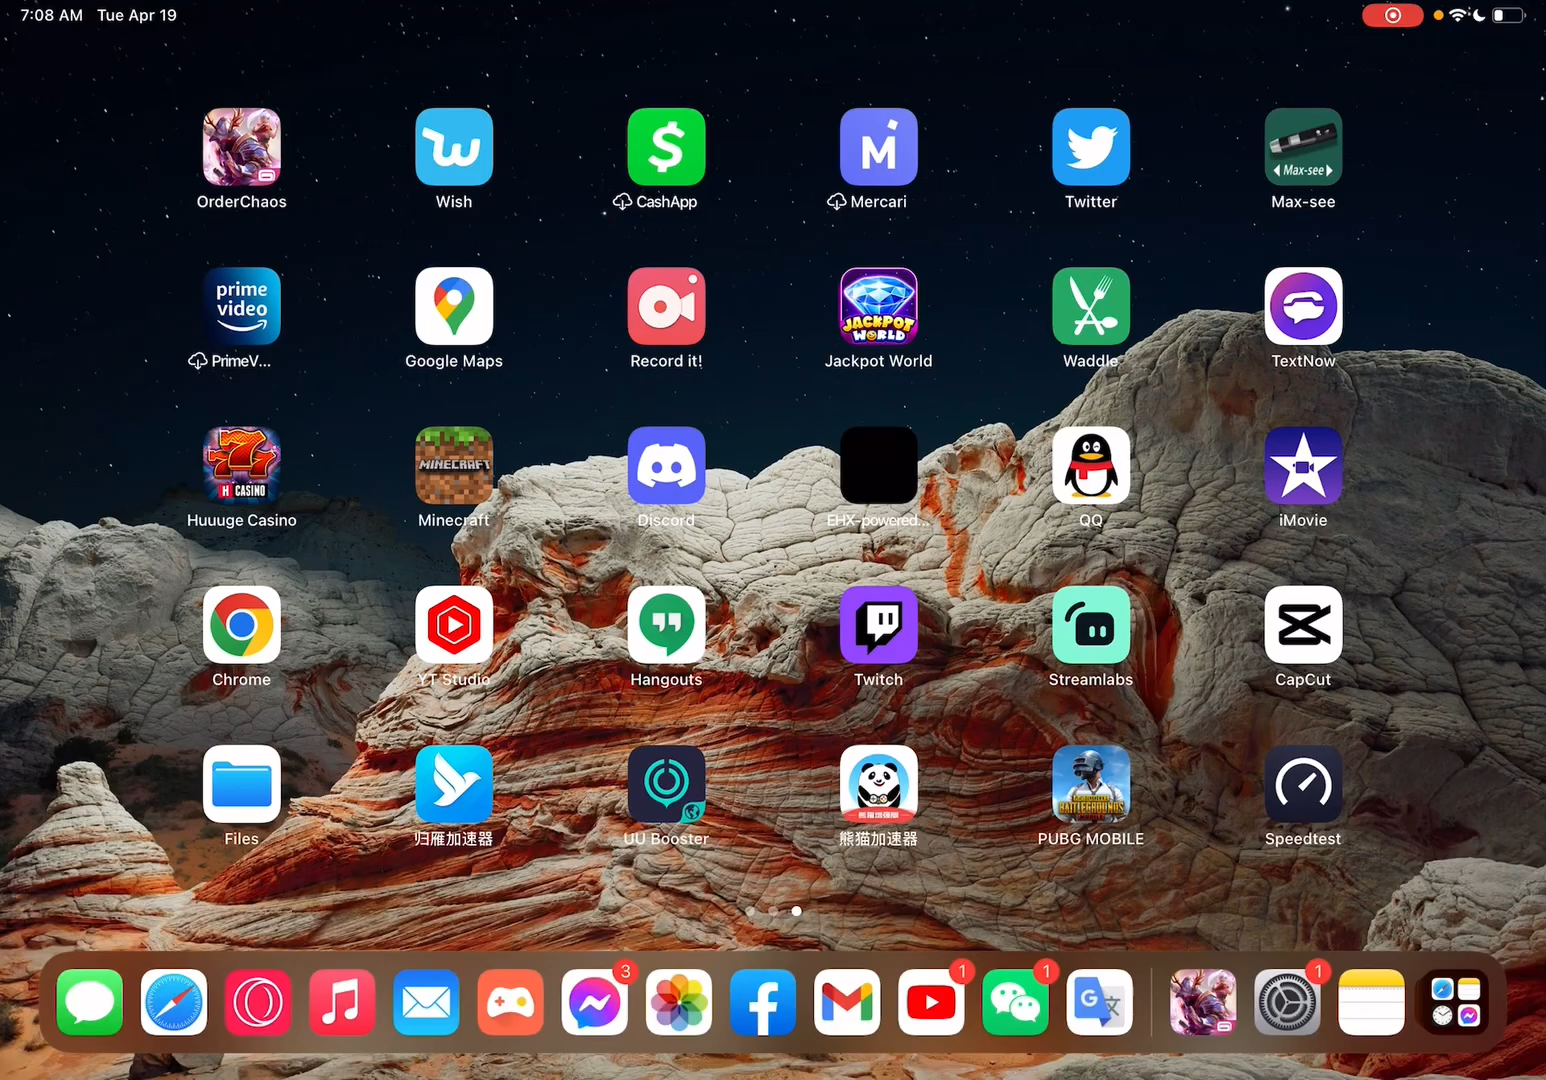 7:08 AM Tue Apr 19
Max-see
OrderChaos
Wish
CashApp
Mercari
Twitter
Max-see
prime
video
JACKPOT
WORLD
PrimeV...
Google Maps
Record it!
Jackpot World
Waddle
TextNow
777
H CASINO
MINECRAFT
Huuuge Casino
Minecraft
Discord
EHX-powered...
QQ
iMovie
Chrome
YT Studio
Hangouts
Twitch
Streamlabs
CapCut
BATTLEGROUNDS
Files
归雁加速器
UU Booster
熊猫加速器
PUBG MOBILE
Speedtest
3
1
1
1